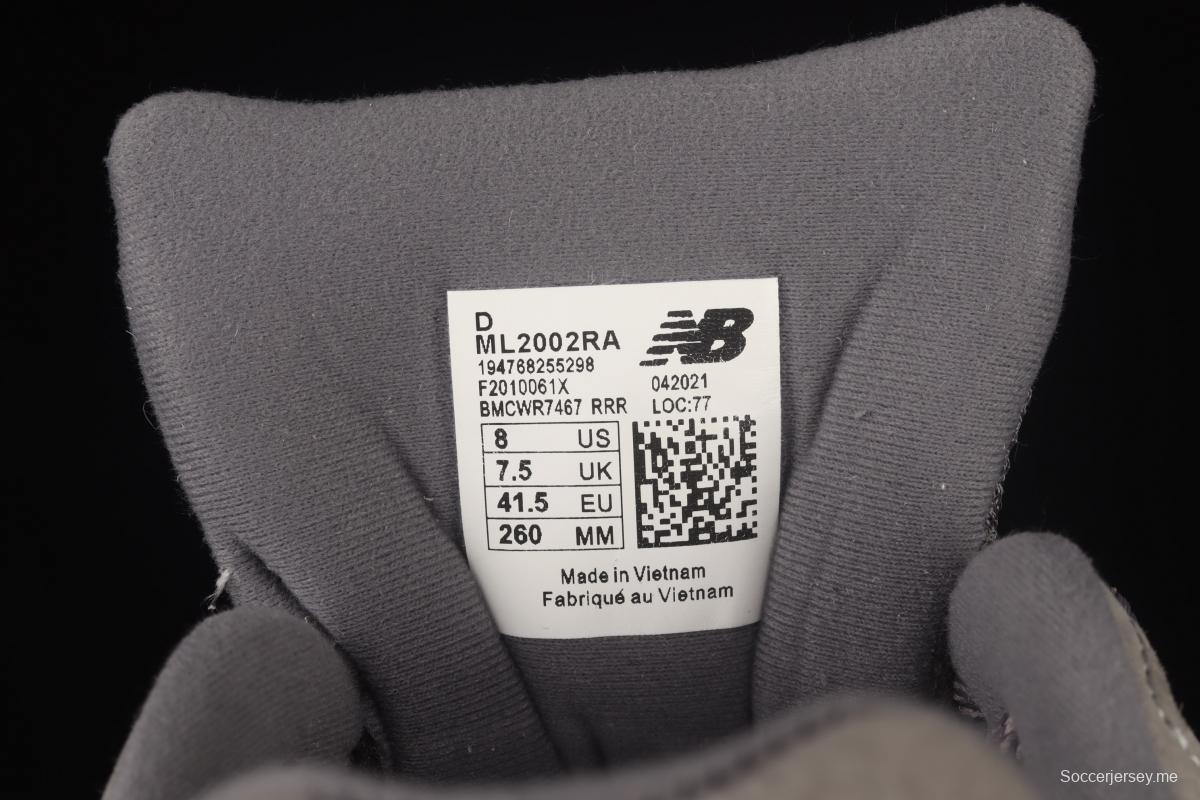 D
ML2002RA
194768255298
F2010061X
BMCWR7467 RRR
NB
042021
LOC:77
8 US
7.5 UK
41.5 EU
260 MM
Made in Vietnam
Fabriqué au Vietnam
Soccerjersey.me